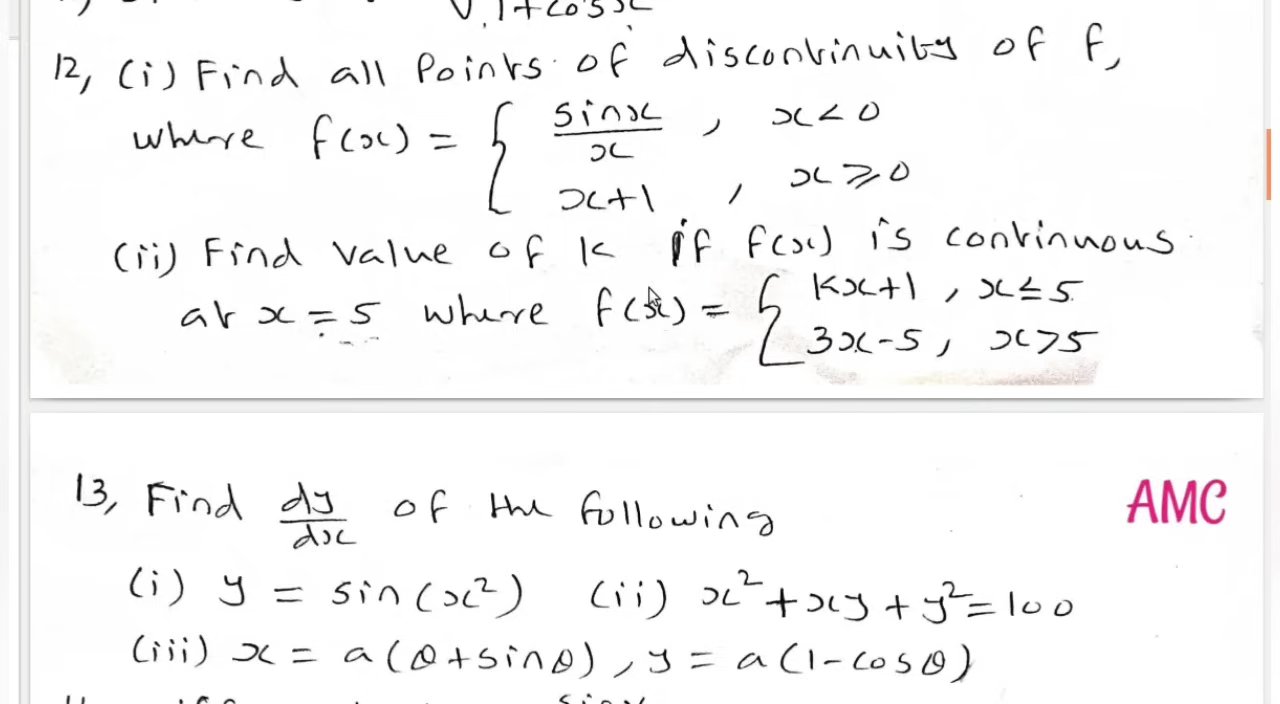 √1+cosx
12, (i) Find all Points of discontinuity of f,
where f(x) = { sinx/x , x<0
x+1 , x⩾0
(ii) Find value of k if f(x) is continuous
at x = 5 where f(x) = { kx+1 , x≤5
3x-5 , x>5
13, Find dy/dx of the following
AMC
(i) y = sin(x²) (ii) x²+xy+y²=100
(iii) x = a(θ+sinθ), y = a(1-cosθ)